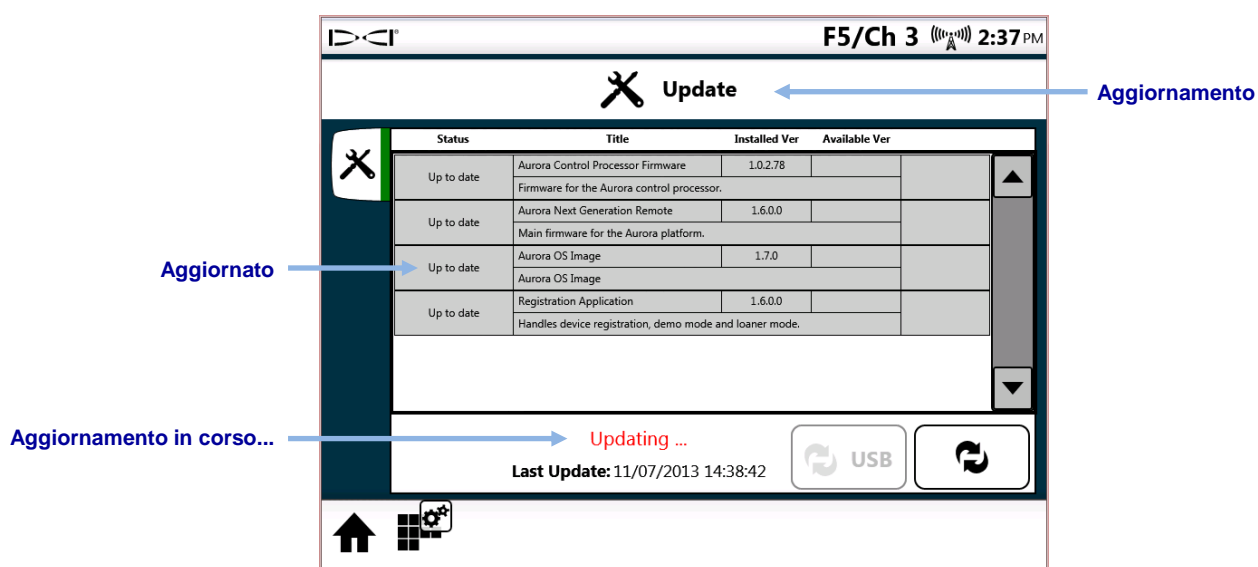 DCI®
F5/Ch 3 2:37 PM
Update
Aggiornamento
Status Title Installed Ver Available Ver
Up to date Aurora Control Processor Firmware 1.0.2.78
Firmware for the Aurora control processor.
Up to date Aurora Next Generation Remote 1.6.0.0
Main firmware for the Aurora platform.
Aggiornato
Up to date Aurora OS Image 1.7.0
Aurora OS Image
Up to date Registration Application 1.6.0.0
Handles device registration, demo mode and loaner mode.
Aggiornamento in corso...
Updating ...
Last Update: 11/07/2013 14:38:42
USB